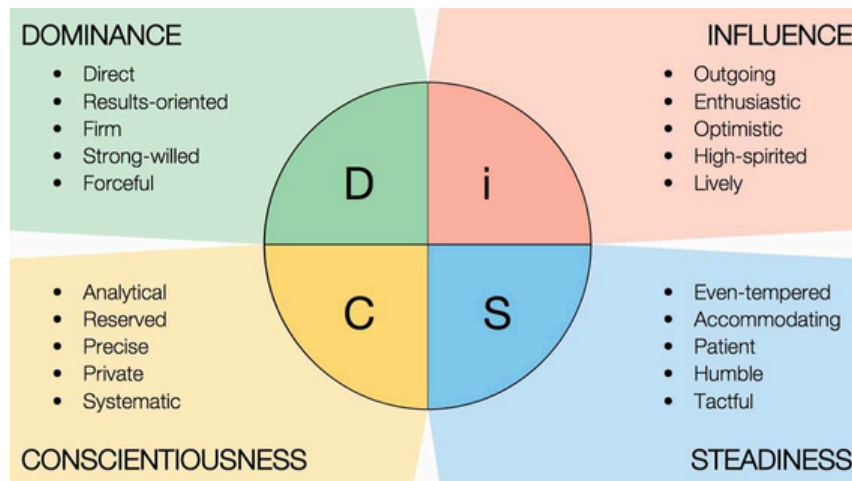 DOMINANCE
• Direct
• Results-oriented
• Firm
• Strong-willed
• Forceful
INFLUENCE
• Outgoing
• Enthusiastic
• Optimistic
• High-spirited
• Lively
D
i
C
S
• Analytical
• Reserved
• Precise
• Private
• Systematic
CONSCIENTIOUSNESS
• Even-tempered
• Accommodating
• Patient
• Humble
• Tactful
STEADINESS